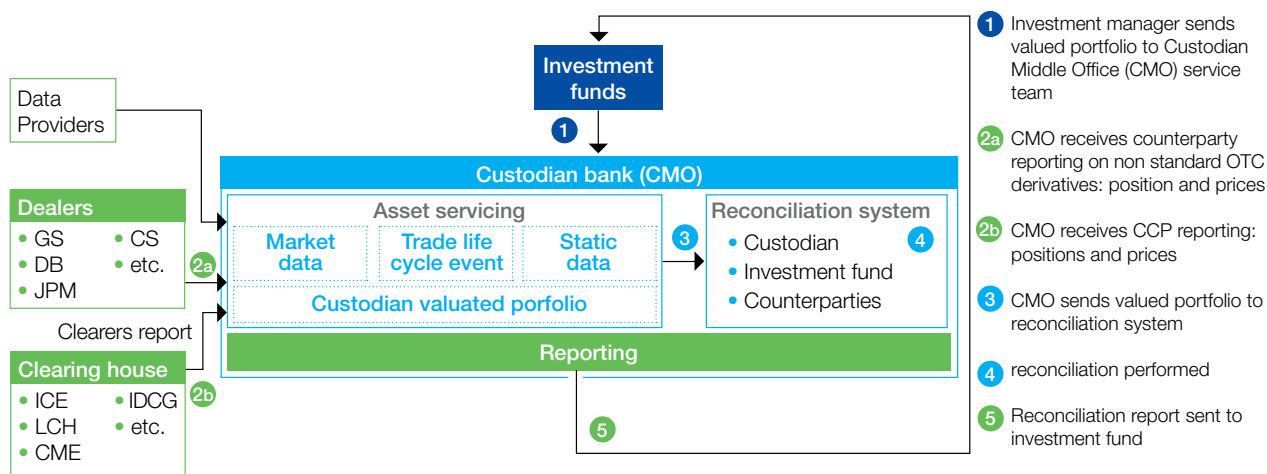 Investment
funds
1
Data
Providers
Dealers
• GS
• DB
• JPM
• CS
• etc.
2a
Clearers report
Clearing house
• ICE
• LCH
• CME
• IDCG
• etc.
2b
Custodian bank (CMO)
Asset servicing
Market
data
Trade life
cycle event
Static
data
Custodian valuated porfolio
3
Reconciliation system
• Custodian
• Investment fund
• Counterparties
4
Reporting
5
1 Investment manager sends
valued portfolio to Custodian
Middle Office (CMO) service
team
2a CMO receives counterparty
reporting on non standard OTC
derivatives: position and prices
2b CMO receives CCP reporting:
positions and prices
3 CMO sends valued portfolio to
reconciliation system
4 reconciliation performed
5 Reconciliation report sent to
investment fund